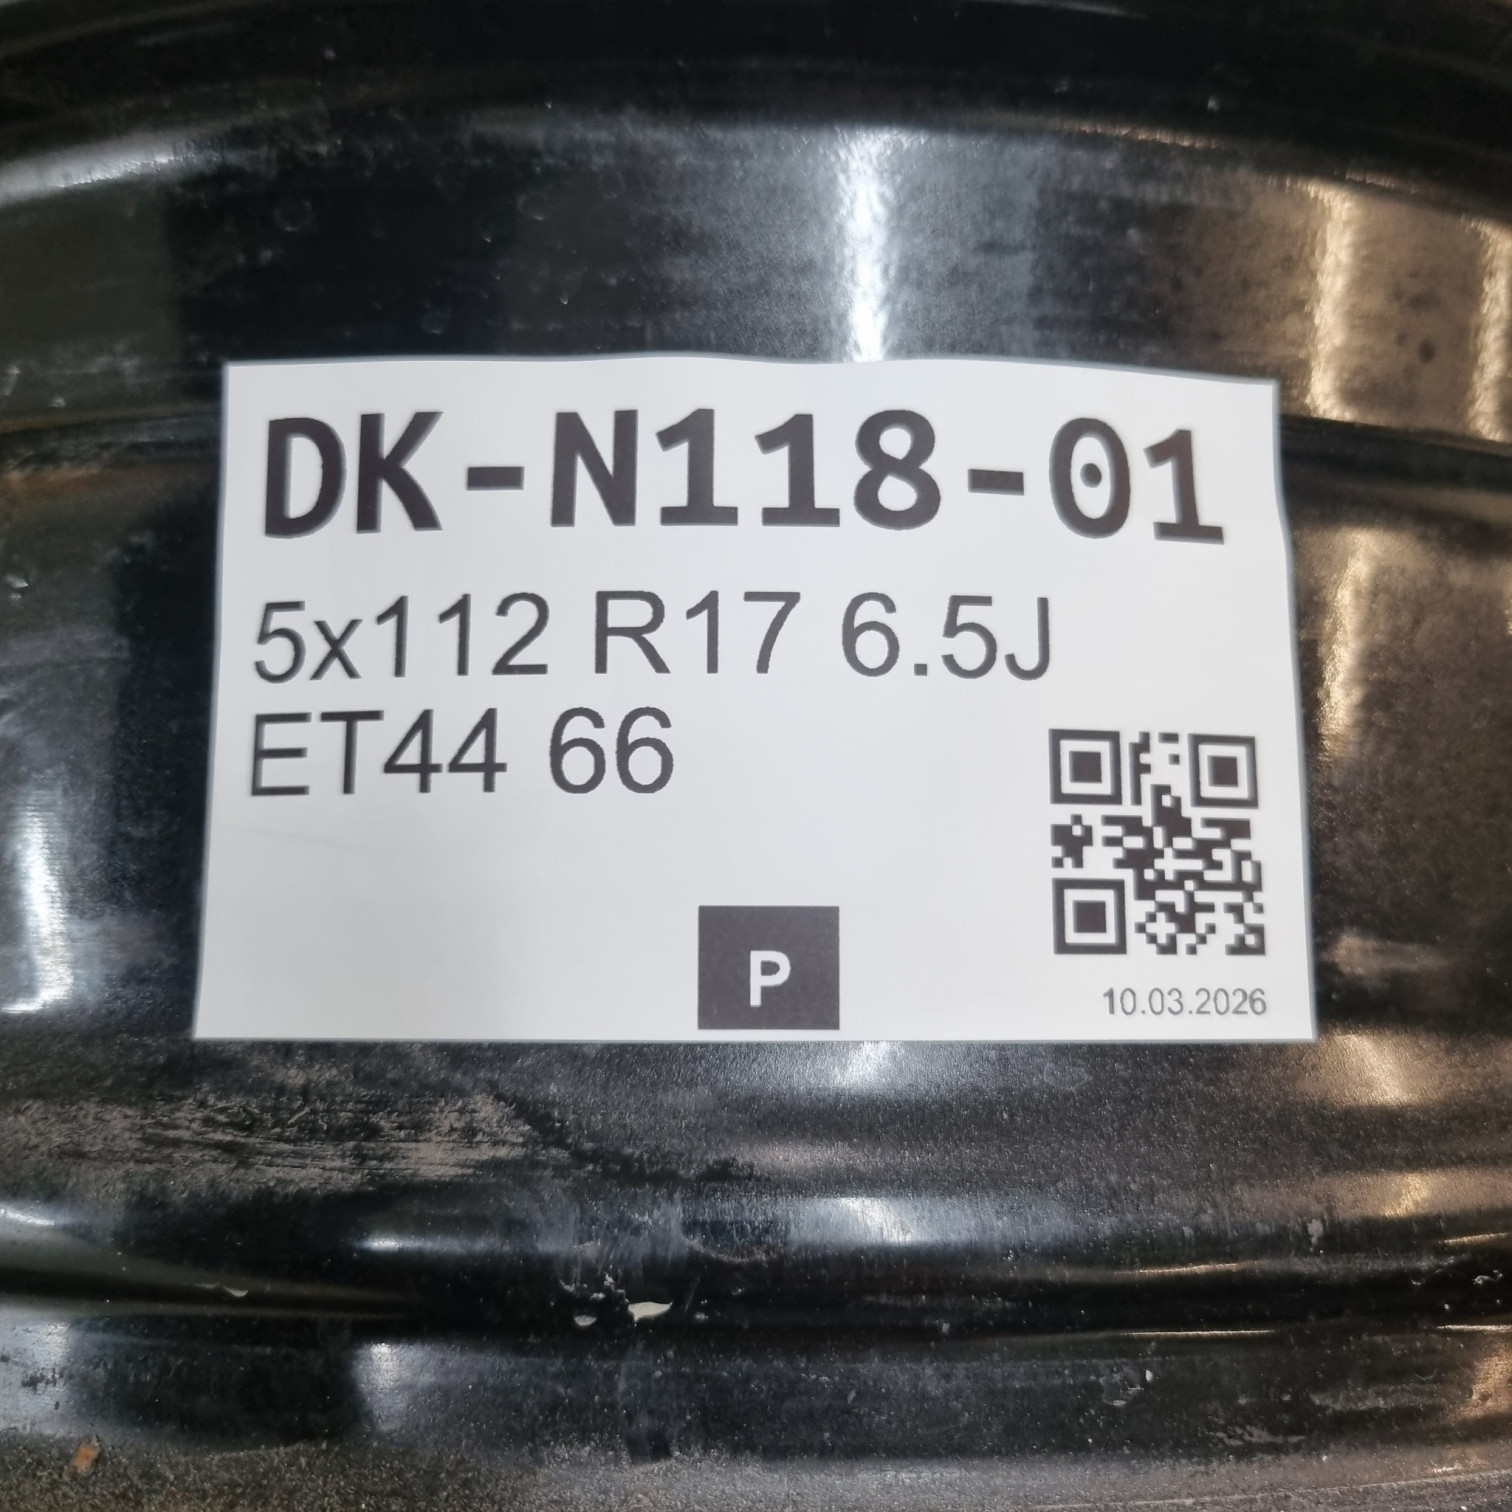 DK-N118-01
5x112 R17 6.5J
ET44 66
P
10.03.2026